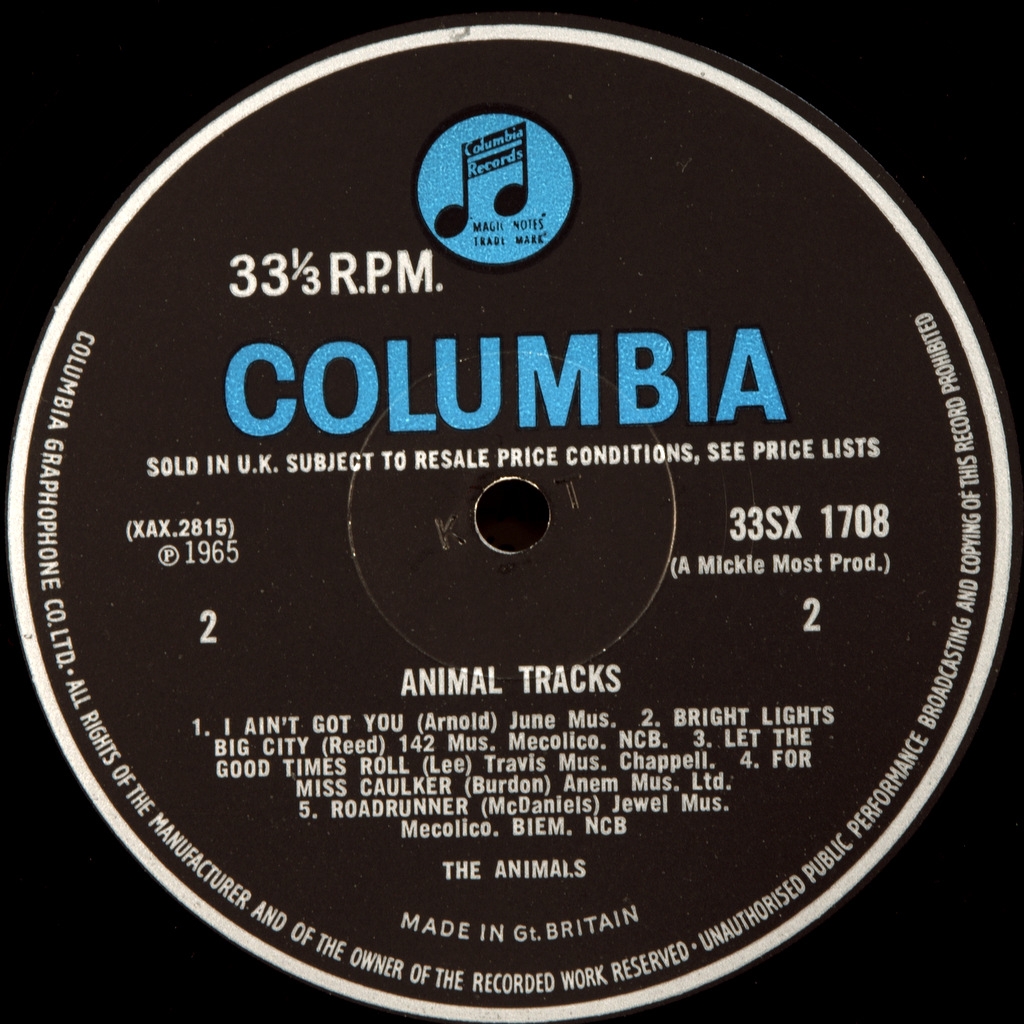 Columbia
Records
MAGIC NOTES
TRADE MARK
33⅓ R.P.M.
COLUMBIA
SOLD IN U.K. SUBJECT TO RESALE PRICE CONDITIONS, SEE PRICE LISTS
K T
(XAX.2815)
℗ 1965
33SX 1708
(A Mickie Most Prod.)
2
2
ANIMAL TRACKS
1. I AIN'T GOT YOU (Arnold) June Mus. 2. BRIGHT LIGHTS
BIG CITY (Reed) 142 Mus. Mecolico. NCB. 3. LET THE
GOOD TIMES ROLL (Lee) Travis Mus. Chappell. 4. FOR
MISS CAULKER (Burdon) Anem Mus. Ltd.
5. ROADRUNNER (McDaniels) Jewel Mus.
Mecolico. BIEM. NCB
THE ANIMALS
MADE IN Gt. BRITAIN
COLUMBIA GRAPHOPHONE CO. LTD. · ALL RIGHTS OF THE MANUFACTURER AND OF THE OWNER OF THE RECORDED WORK RESERVED · UNAUTHORISED PUBLIC PERFORMANCE BROADCASTING AND COPYING OF THIS RECORD PROHIBITED